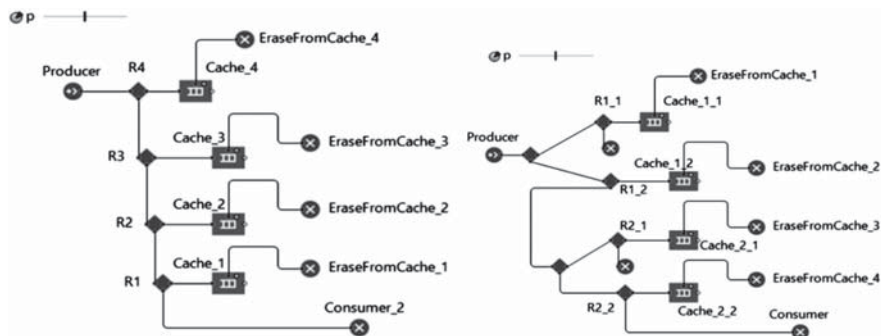 p
EraseFromCache_4
Producer
R4
Cache_4
Cache_3
R3
EraseFromCache_3
Cache_2
R2
EraseFromCache_2
Cache_1
R1
EraseFromCache_1
Consumer_2
p
EraseFromCache_1
R1_1
Cache_1_1
Producer
Cache_1_2
EraseFromCache_2
R1_2
R2_1
EraseFromCache_3
Cache_2_1
EraseFromCache_4
R2_2
Cache_2_2
Consumer